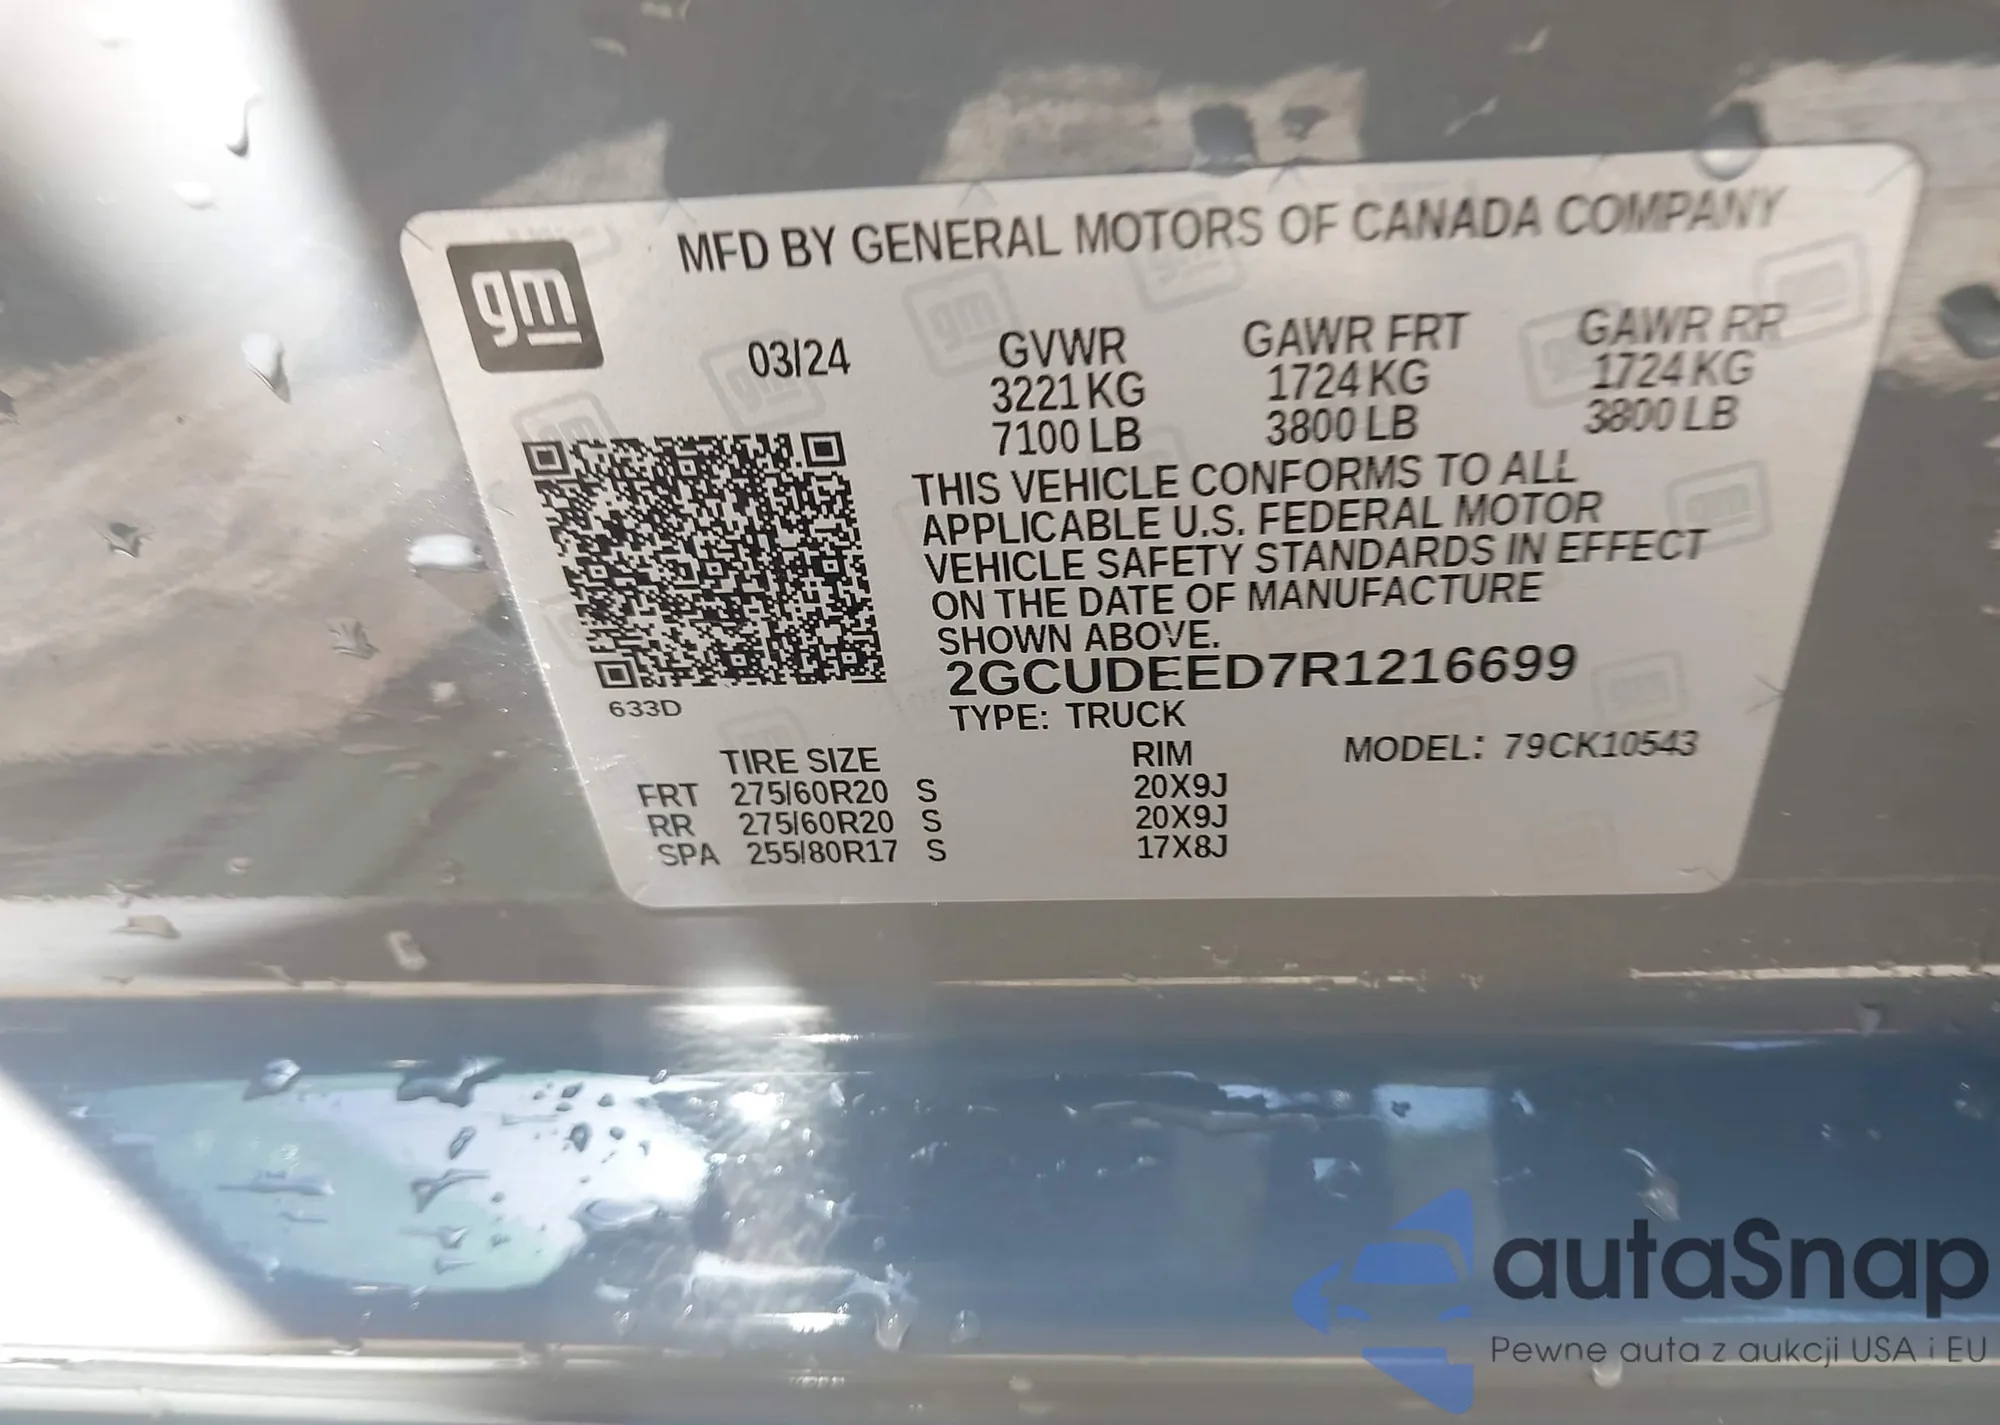 gm
MFD BY GENERAL MOTORS OF CANADA COMPANY
03/24
GVWR GAWR FRT GAWR RR
3221 KG 1724 KG 1724 KG
7100 LB 3800 LB 3800 LB
THIS VEHICLE CONFORMS TO ALL
APPLICABLE U.S. FEDERAL MOTOR
VEHICLE SAFETY STANDARDS IN EFFECT
ON THE DATE OF MANUFACTURE
SHOWN ABOVE.
2GCUDEED7R1216699
633D
TYPE: TRUCK
TIRE SIZE RIM MODEL: 79CK10543
FRT 275/60R20 S 20X9J
RR 275/60R20 S 20X9J
SPA 255/80R17 S 17X8J
autaSnap
Pewne auta z aukcji USA i EU